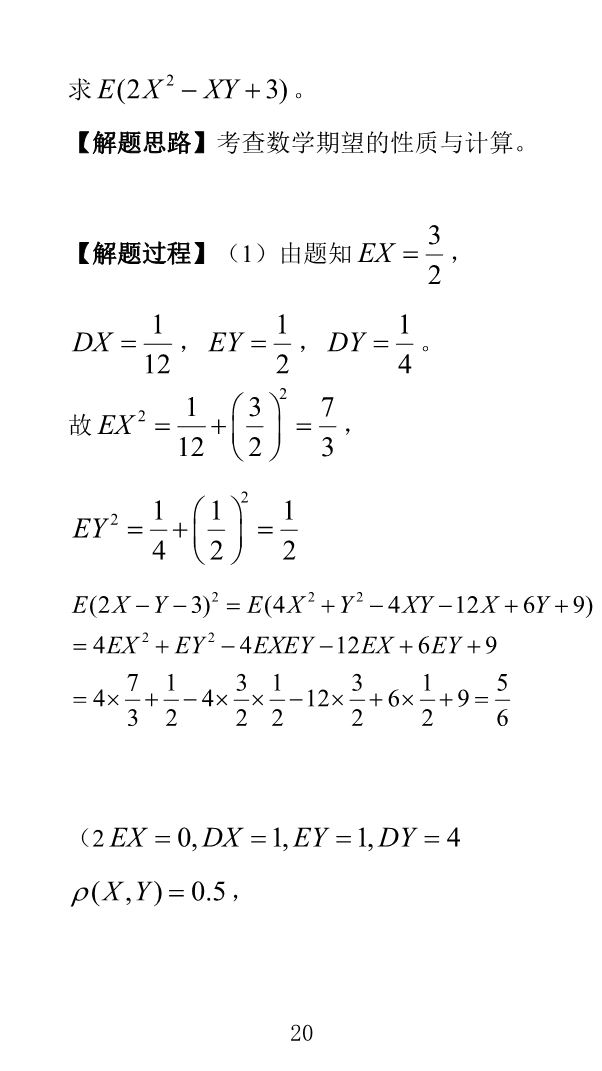 求 E(2X² − XY + 3) 。
【解题思路】考查数学期望的性质与计算。
【解题过程】（1）由题知 EX = 3/2 ，
DX = 1/12 ， EY = 1/2 ， DY = 1/4 。
故 EX² = 1/12 + (3/2)² = 7/3 ，
EY² = 1/4 + (1/2)² = 1/2
E(2X − Y − 3)² = E(4X² + Y² − 4XY − 12X + 6Y + 9)
= 4EX² + EY² − 4EXEY − 12EX + 6EY + 9
= 4× 7/3 + 1/2 − 4× 3/2 × 1/2 − 12× 3/2 + 6× 1/2 + 9 = 5/6
（2 EX = 0, DX = 1, EY = 1, DY = 4
ρ(X,Y) = 0.5，
20